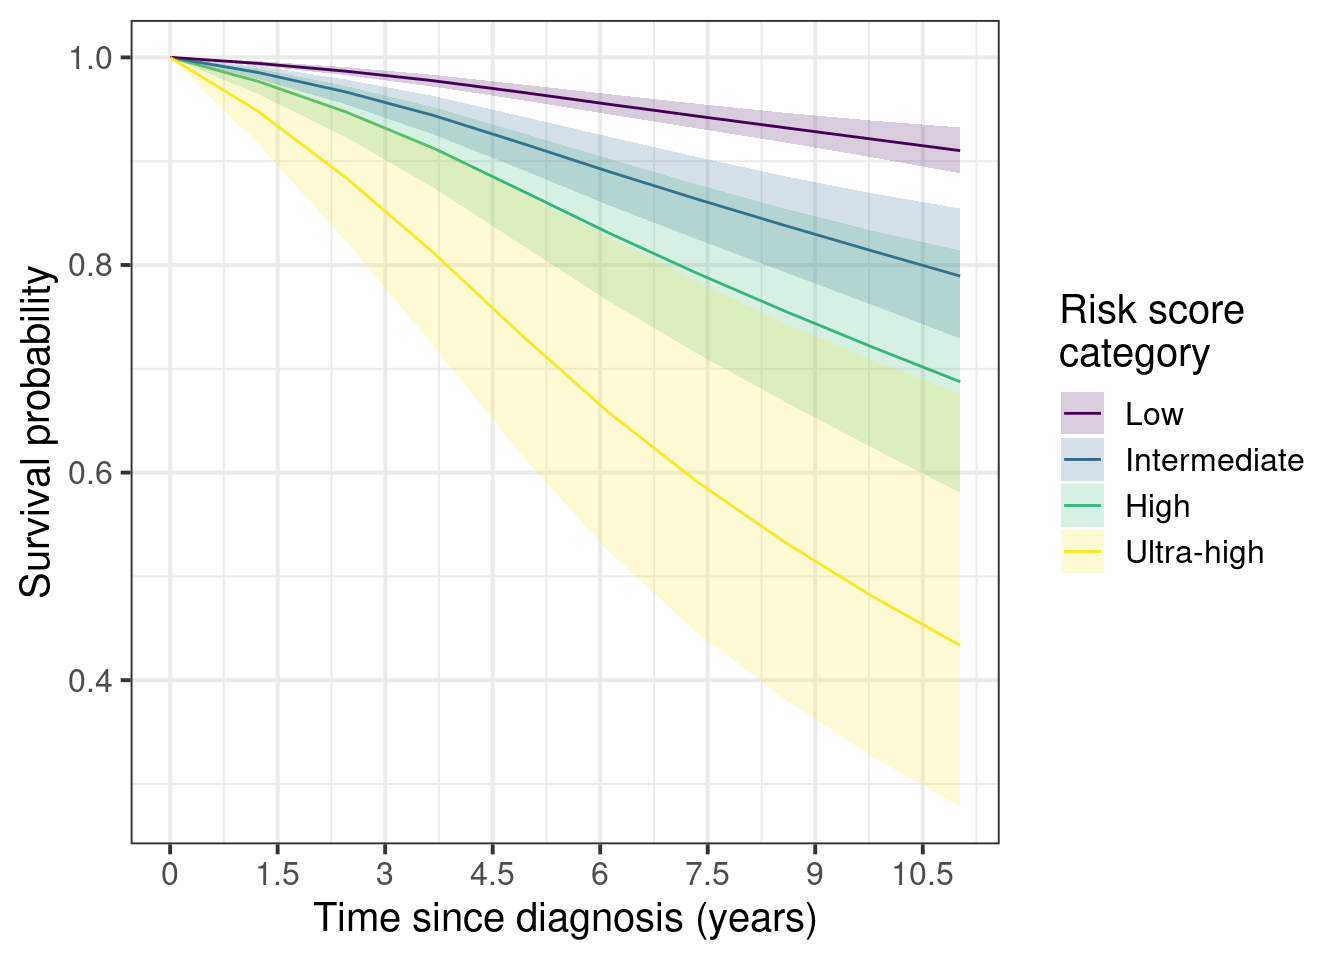 1.0
0.8
0.6
0.4
Survival probability
0 1.5 3 4.5 6 7.5 9 10.5
Time since diagnosis (years)
Risk score
category
Low
Intermediate
High
Ultra-high